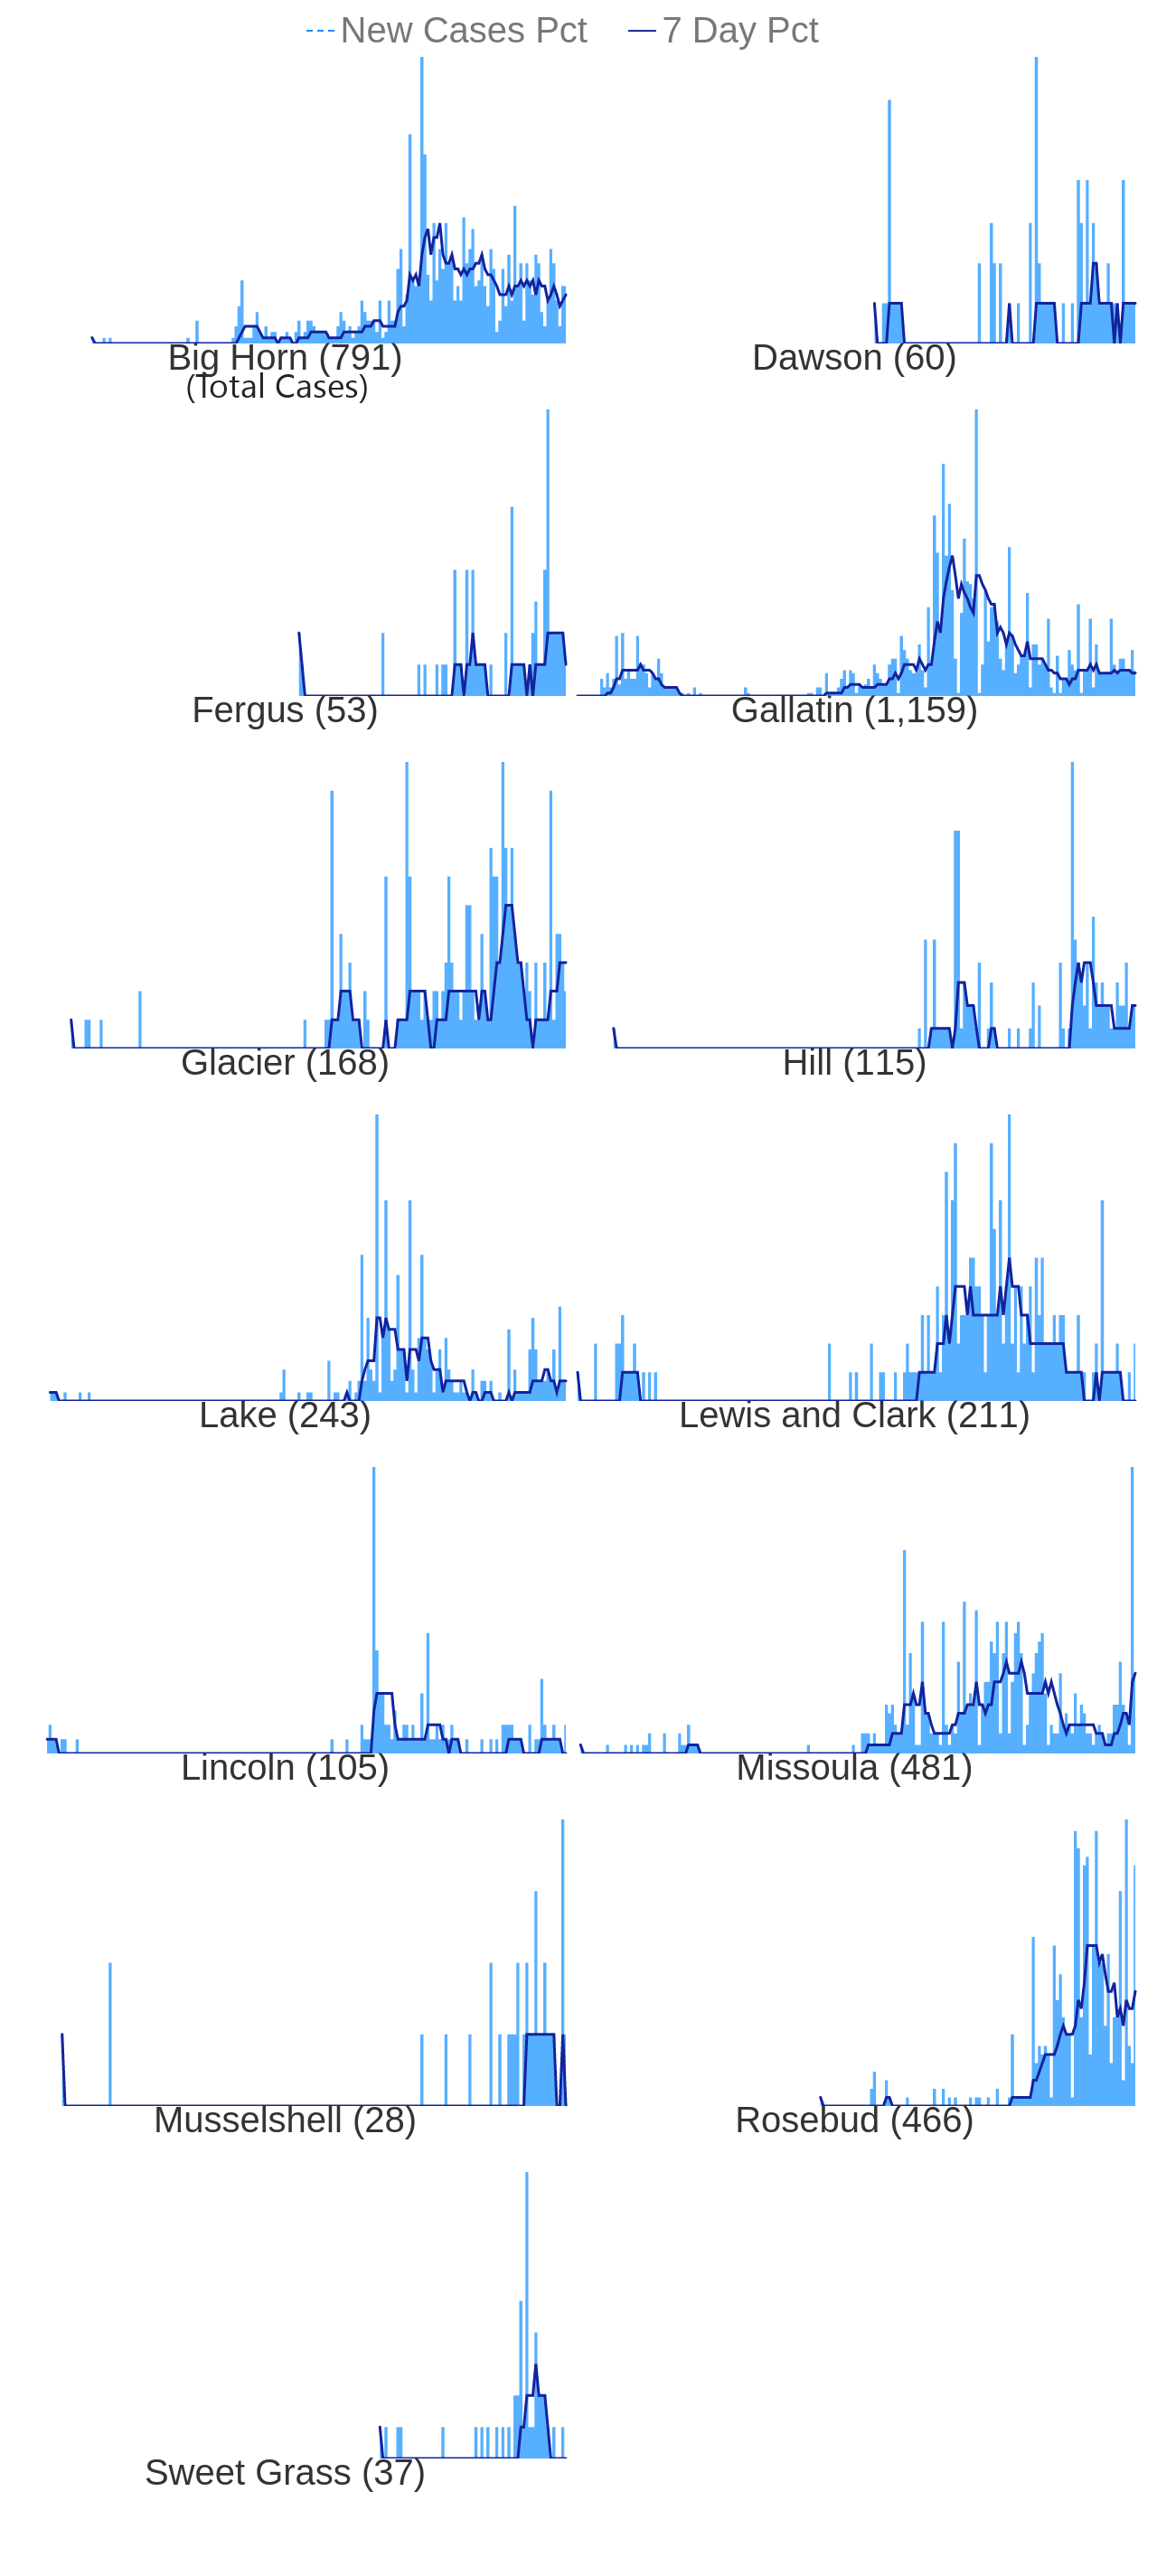 New Cases Pct 7 Day Pct
Big Horn (791)
(Total Cases)
Dawson (60)
Fergus (53)
Gallatin (1,159)
Glacier (168)
Hill (115)
Lake (243)
Lewis and Clark (211)
Lincoln (105)
Missoula (481)
Musselshell (28)
Rosebud (466)
Sweet Grass (37)